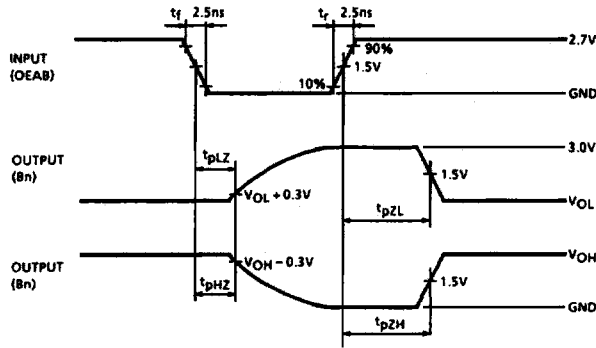 tf 2.5ns
tr 2.5ns
INPUT
(OEAB)
90%
1.5V
10%
1.5V
2.7V
GND
OUTPUT
(Bn)
tpLZ
VOL + 0.3V
tpZL
1.5V
3.0V
VOL
OUTPUT
(Bn)
tpHZ
VOH − 0.3V
tpZH
1.5V
VOH
GND